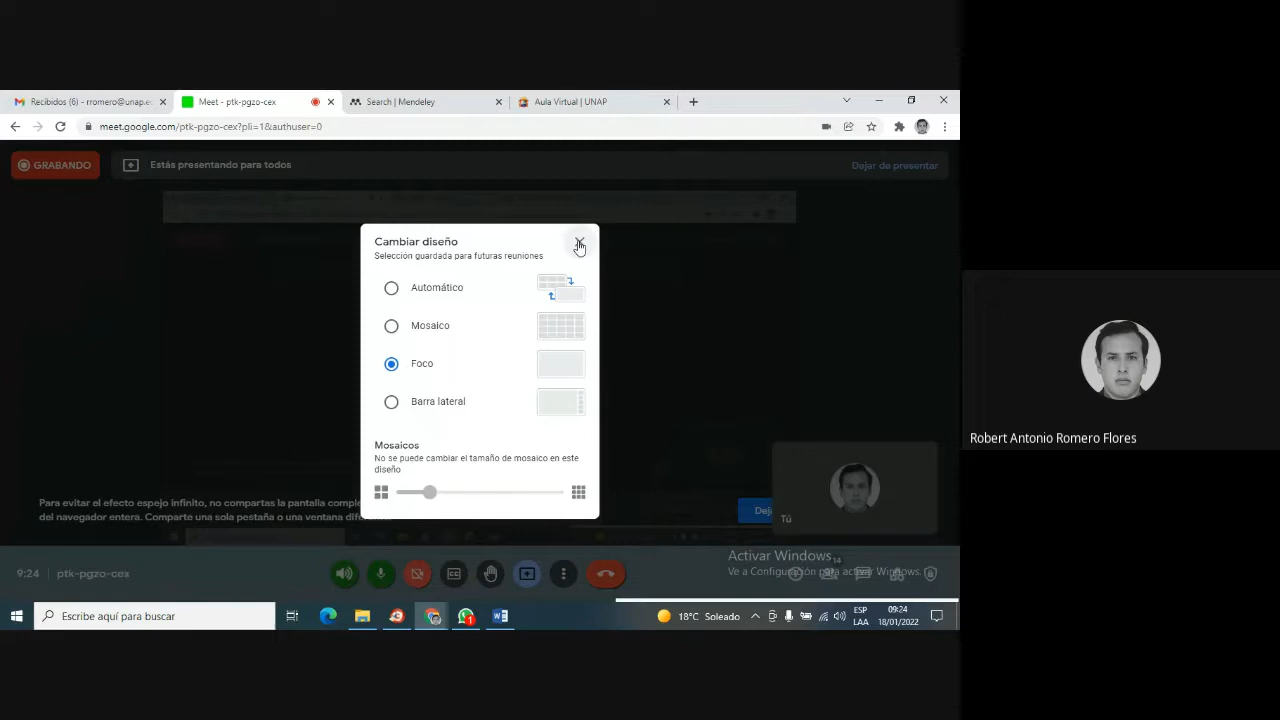 Recibidos (6) - rromero@unap.e
Meet - ptk-pgzo-cex
Search | Mendeley
Aula Virtual | UNAP
meet.google.com/ptk-pgzo-cex?pli=1&authuser=0
GRABANDO
Estás presentando para todos
Dejar de presentar
Cambiar diseño
Selección guardada para futuras reuniones
Automático
Mosaico
Foco
Barra lateral
Mosaicos
No se puede cambiar el tamaño de mosaico en este
diseño
Para evitar el efecto espejo infinito, no compartas la pantalla comple
del navegador entera. Comparte una sola pestaña o una ventana dife
Deja
Tú
Robert Antonio Romero Flores
Activar Windows
Ve a Configuración para activar Windows.
14
9:24 | ptk-pgzo-cex
CC
Escribe aquí para buscar
1
18°C Soleado
ESP
LAA
09:24
18/01/2022